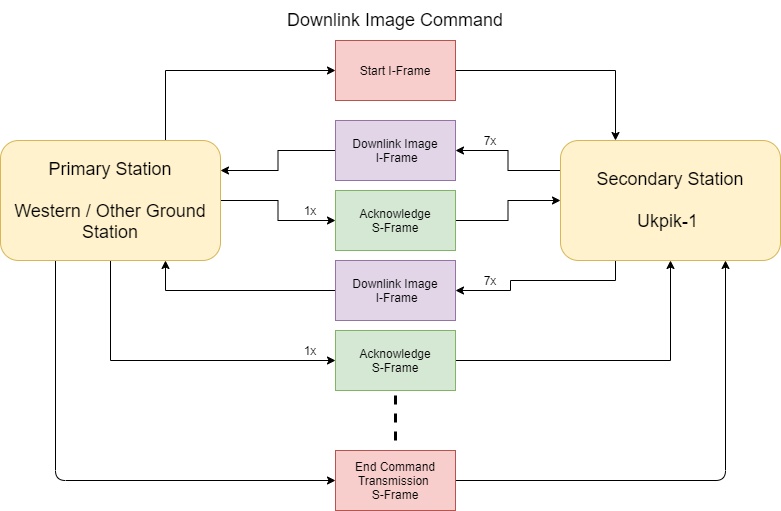 Downlink Image Command
Start I-Frame
Primary Station
Western / Other Ground
Station
Downlink Image
I-Frame
7x
Secondary Station
Ukpik-1
1x
Acknowledge
S-Frame
Downlink Image
I-Frame
7x
1x
Acknowledge
S-Frame
End Command
Transmission
S-Frame